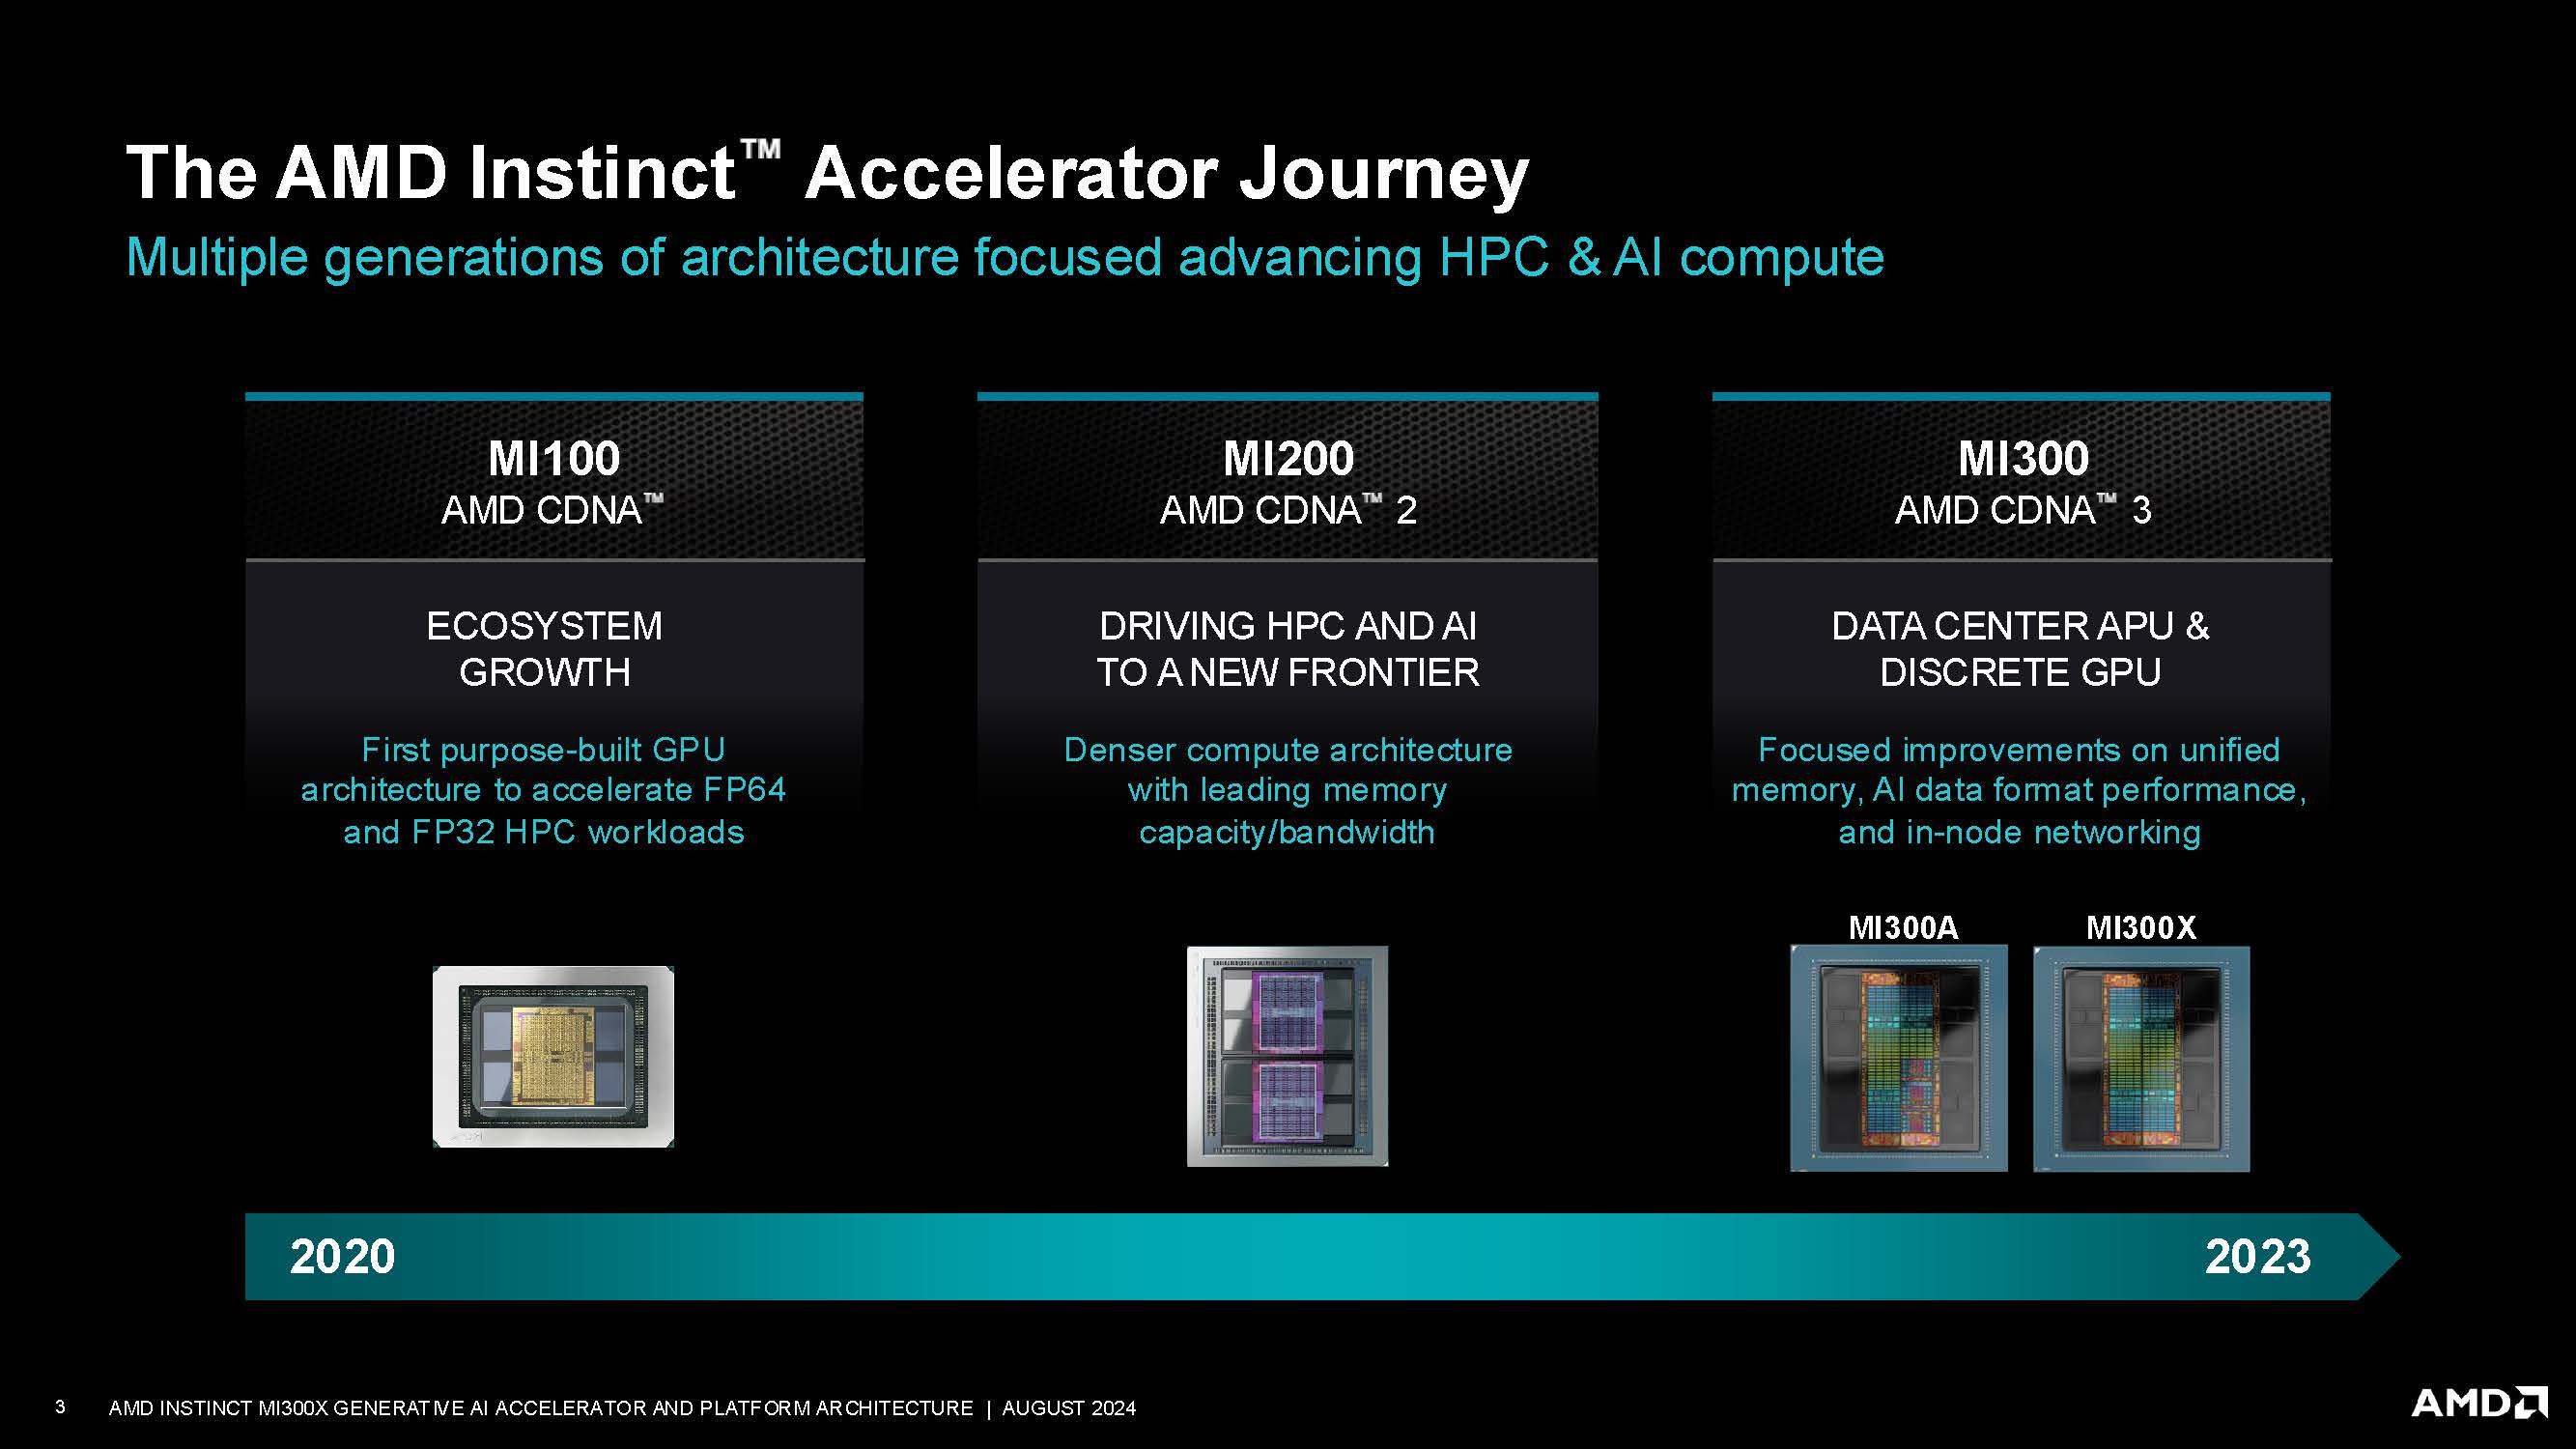 The AMD Instinct™ Accelerator Journey
Multiple generations of architecture focused advancing HPC & AI compute
MI100
AMD CDNA™
ECOSYSTEM
GROWTH
First purpose-built GPU
architecture to accelerate FP64
and FP32 HPC workloads
MI200
AMD CDNA™ 2
DRIVING HPC AND AI
TO A NEW FRONTIER
Denser compute architecture
with leading memory
capacity/bandwidth
MI300
AMD CDNA™ 3
DATA CENTER APU &
DISCRETE GPU
Focused improvements on unified
memory, AI data format performance,
and in-node networking
MI300A
MI300X
2020
2023
3 AMD INSTINCT MI300X GENERATIVE AI ACCELERATOR AND PLATFORM ARCHITECTURE | AUGUST 2024
AMD